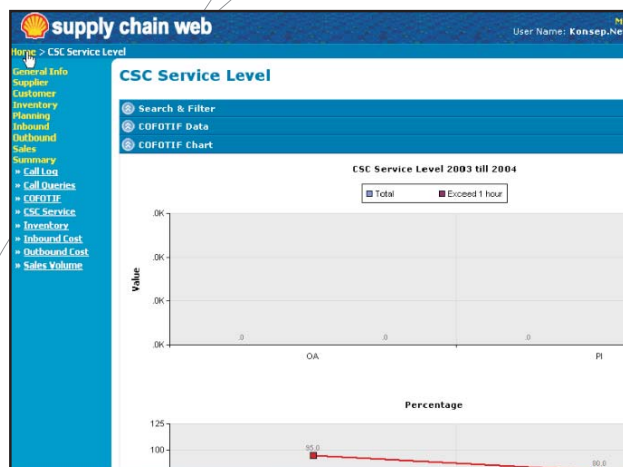 supply chain web
M
User Name: Konsep.Ne
Home > CSC Service Level
General Info
Supplier
Customer
Inventory
Planning
Inbound
Outbound
Sales
Summary
» Call Log
» Call Queries
» COFOTIF
» CSC Service
» Inventory
» Inbound Cost
» Outbound Cost
» Sales Volume
CSC Service Level
Search & Filter
COFOTIF Data
COFOTIF Chart
CSC Service Level 2003 till 2004
Total Exceed 1 hour
.0K
.0K
.0K
.0K
Value
.0 .0 .0
OA PI
Percentage
125
100
95.0
80.0